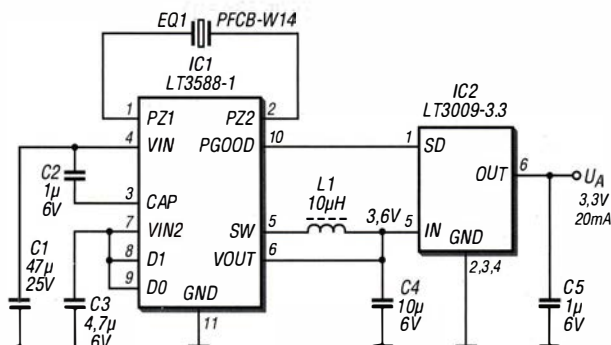 EQ1 PFCB-W14
IC1
LT3588-1
IC2
LT3009-3.3
1 PZ1 PZ2 2
4 VIN PGOOD 10
1 SD
C2
1µ
6V
3 CAP
OUT 6 UA
3,3V
20mA
L1
10µH
7 VIN2 SW 5
3,6V 5 IN
C1
47µ
25V
8 D1 VOUT 6
9 D0
GND
GND
2,3,4
C3
4,7µ
6V
11
C4
10µ
6V
C5
1µ
6V